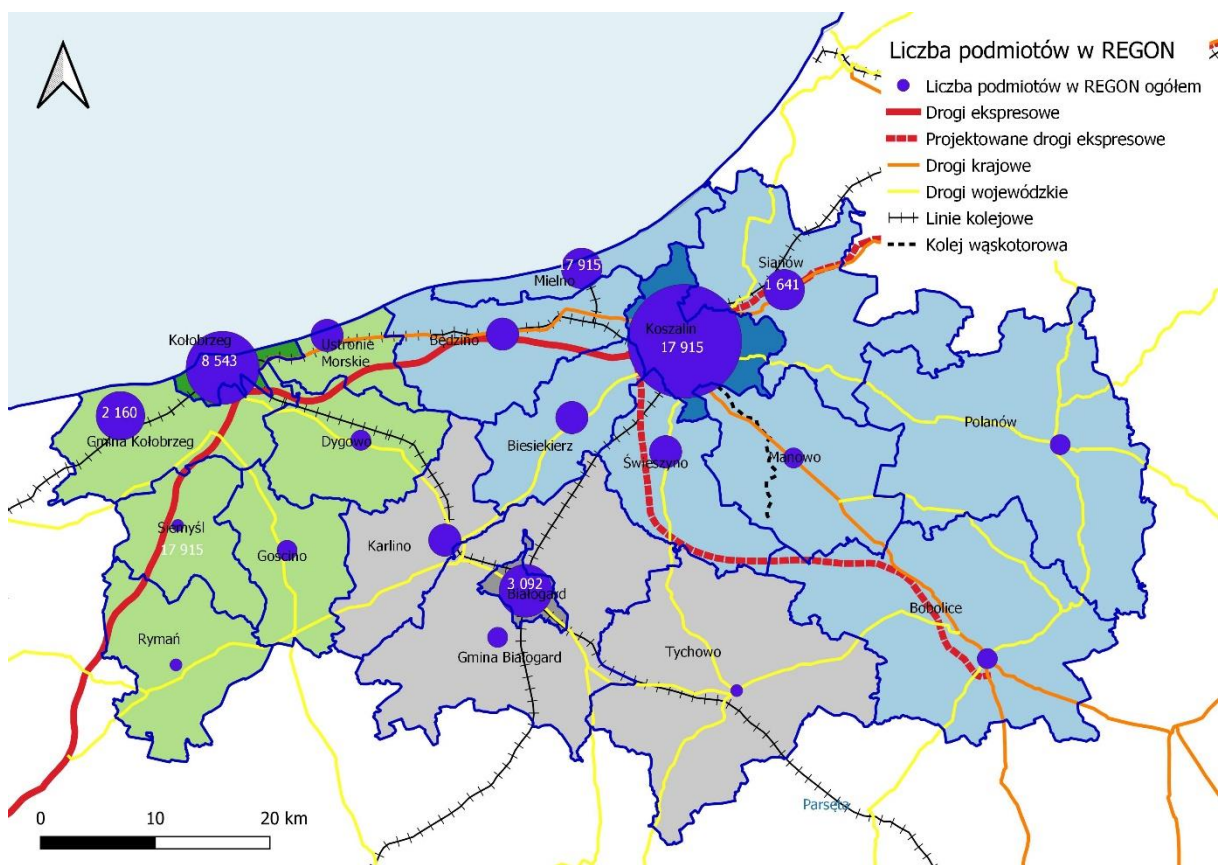 Liczba podmiotów w REGON
Liczba podmiotów w REGON ogółem
Drogi ekspresowe
Projektowane drogi ekspresowe
Drogi krajowe
Drogi wojewódzkie
Linie kolejowe
Kolej wąskotorowa
Sianów
1 641
17 915
Mielno
Koszalin
17 915
Kołobrzeg
8 543
Ustronie
Morskie
Będzino
2 160
Gmina Kołobrzeg
Dygowo
Biesiekierz
Świeszyno
Manowo
Polanów
Siemyśl
17 915
Gościno
Karlino
3 092
Białogard
Bobolice
Rymań
Gmina Białogard
Tychowo
Parsęta
0
10
20 km